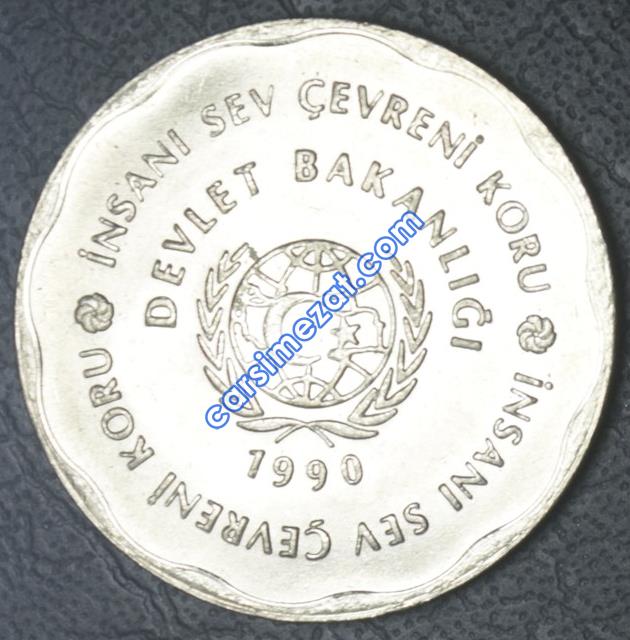 İNSANI SEV ÇEVRENİ KORU
İNSANI SEV ÇEVRENİ KORU
DEVLET BAKANLIĞI
1990
carsimezat.com